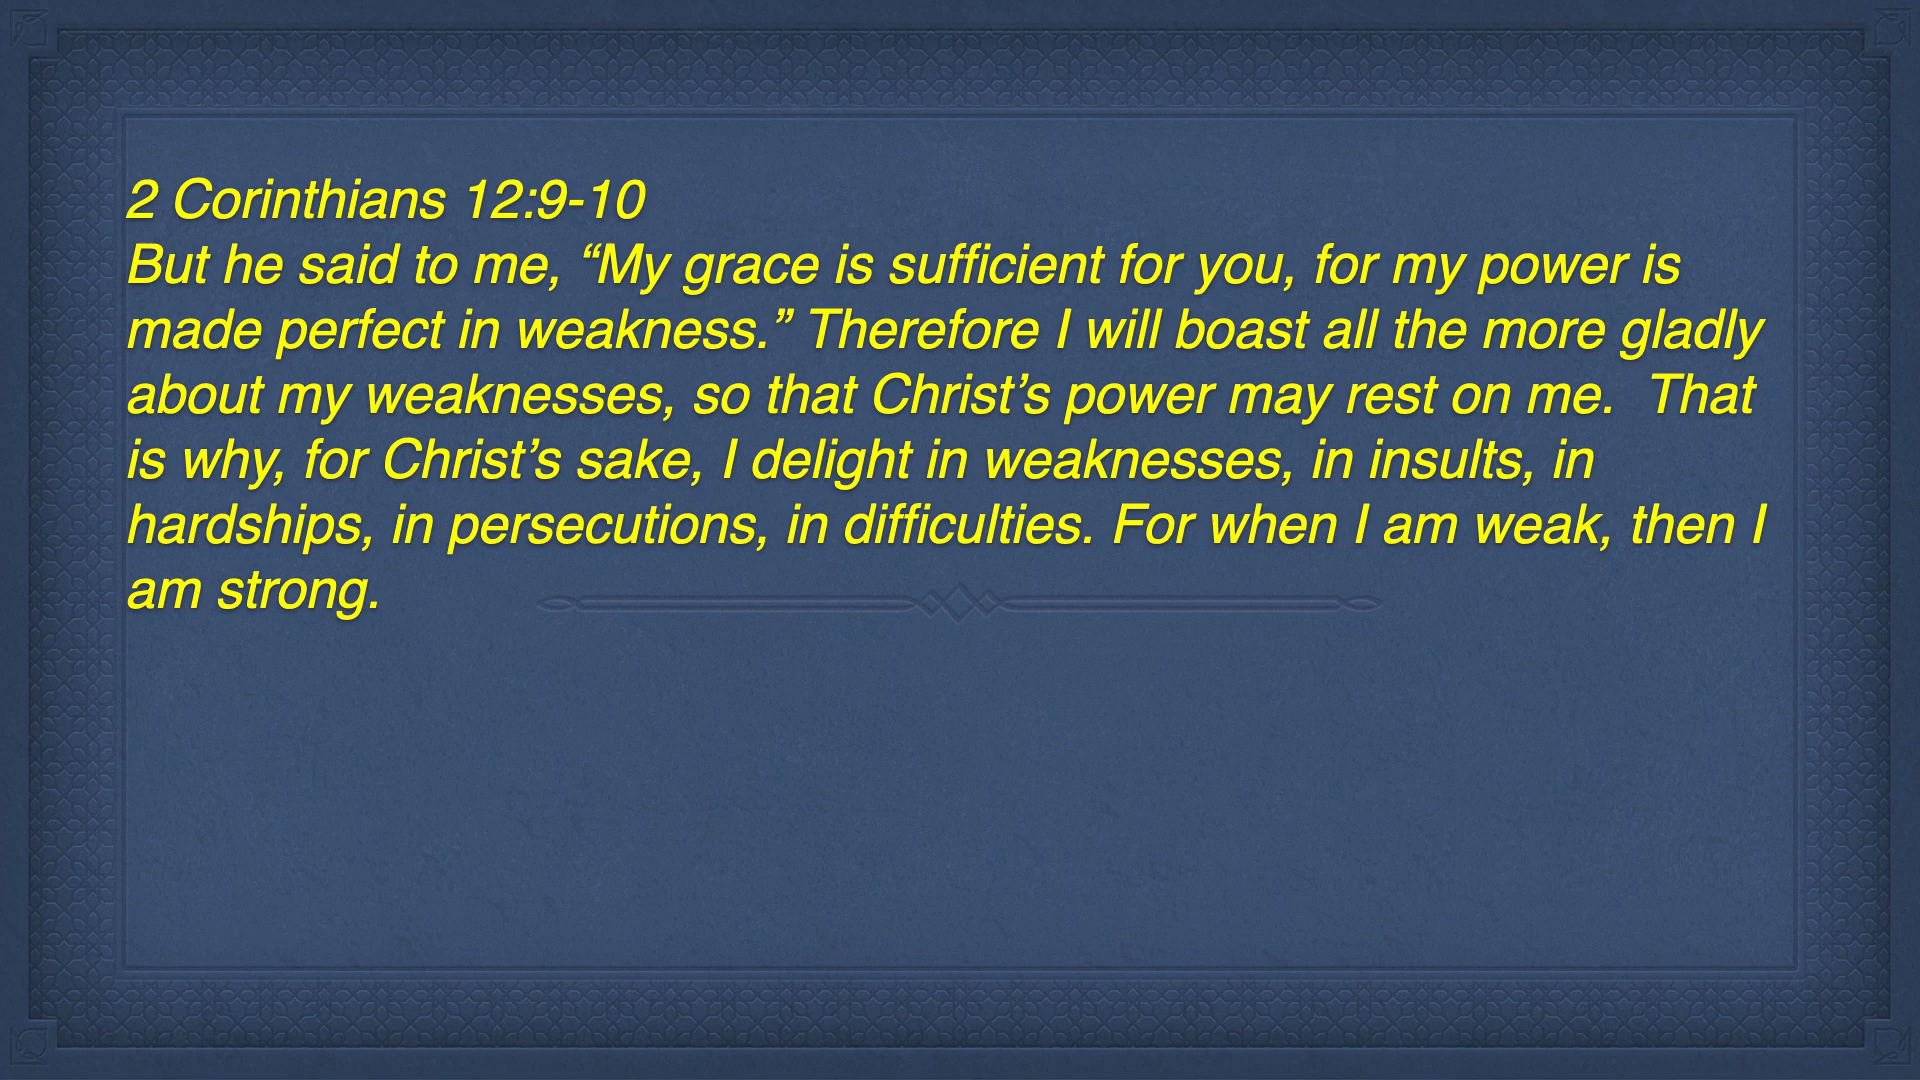 2 Corinthians 12:9-10
But he said to me, “My grace is sufficient for you, for my power is
made perfect in weakness.” Therefore I will boast all the more gladly
about my weaknesses, so that Christ’s power may rest on me.  That
is why, for Christ’s sake, I delight in weaknesses, in insults, in
hardships, in persecutions, in difficulties. For when I am weak, then I
am strong.